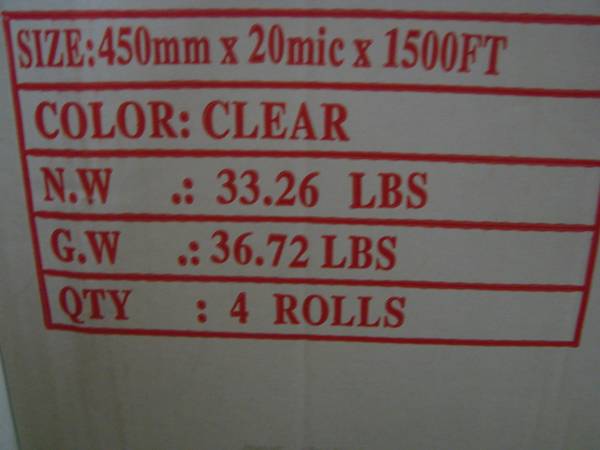 SIZE:450mm x 20mic x 1500FT
COLOR: CLEAR
N.W .: 33.26 LBS
G.W .: 36.72 LBS
QTY : 4 ROLLS